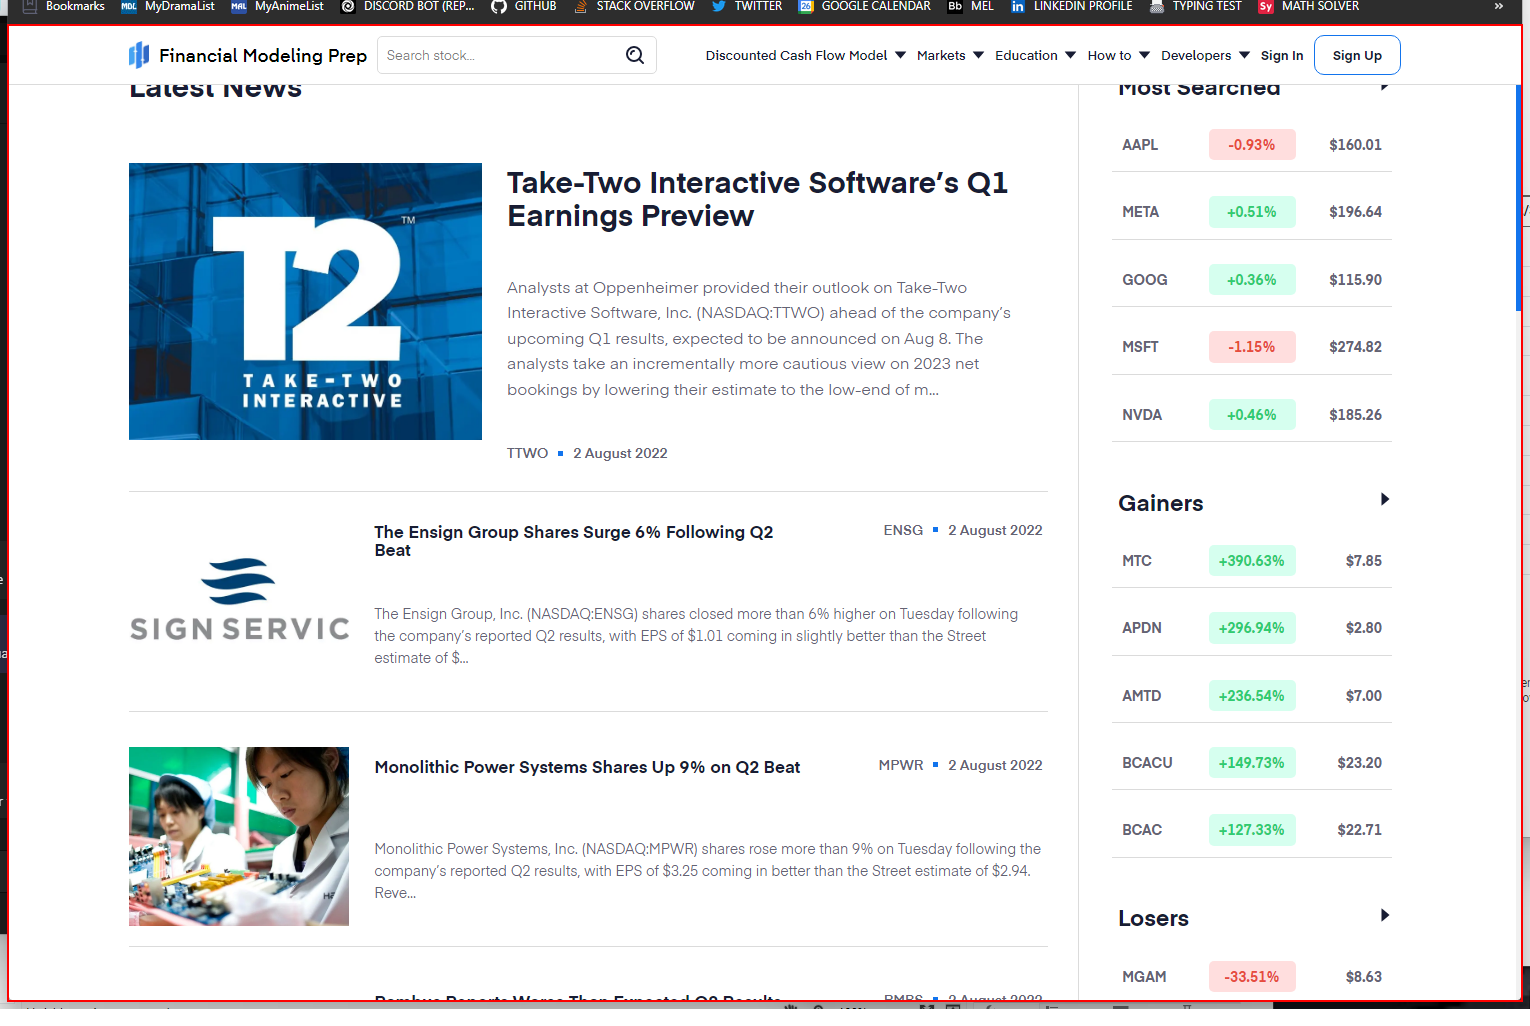 Bookmarks MyDramaList MyAnimeList DISCORD BOT (REP... GITHUB STACK OVERFLOW TWITTER GOOGLE CALENDAR MEL LINKEDIN PROFILE TYPING TEST MATH SOLVER »
Financial Modeling Prep Search stock... Discounted Cash Flow Model Markets Education How to Developers Sign In Sign Up
Latest News
T2
TM
TAKE-TWO
INTERACTIVE
Take-Two Interactive Software’s Q1
Earnings Preview
Analysts at Oppenheimer provided their outlook on Take-Two
Interactive Software, Inc. (NASDAQ:TTWO) ahead of the company’s
upcoming Q1 results, expected to be announced on Aug 8. The
analysts take an incrementally more cautious view on 2023 net
bookings by lowering their estimate to the low-end of m...
TTWO 2 August 2022
SIGN SERVIC
The Ensign Group Shares Surge 6% Following Q2
Beat
ENSG 2 August 2022
The Ensign Group, Inc. (NASDAQ:ENSG) shares closed more than 6% higher on Tuesday following
the company’s reported Q2 results, with EPS of $1.01 coming in slightly better than the Street
estimate of $...
Monolithic Power Systems Shares Up 9% on Q2 Beat
MPWR 2 August 2022
Monolithic Power Systems, Inc. (NASDAQ:MPWR) shares rose more than 9% on Tuesday following the
company’s reported Q2 results, with EPS of $3.25 coming in better than the Street estimate of $2.94.
Reve...
Rambus Reports Worse Than Expected Q2 Results
RMBS 2 August 2022
Most Searched
AAPL -0.93% $160.01
META +0.51% $196.64
GOOG +0.36% $115.90
MSFT -1.15% $274.82
NVDA +0.46% $185.26
Gainers
MTC +390.63% $7.85
APDN +296.94% $2.80
AMTD +236.54% $7.00
BCACU +149.73% $23.20
BCAC +127.33% $22.71
Losers
MGAM -33.51% $8.63